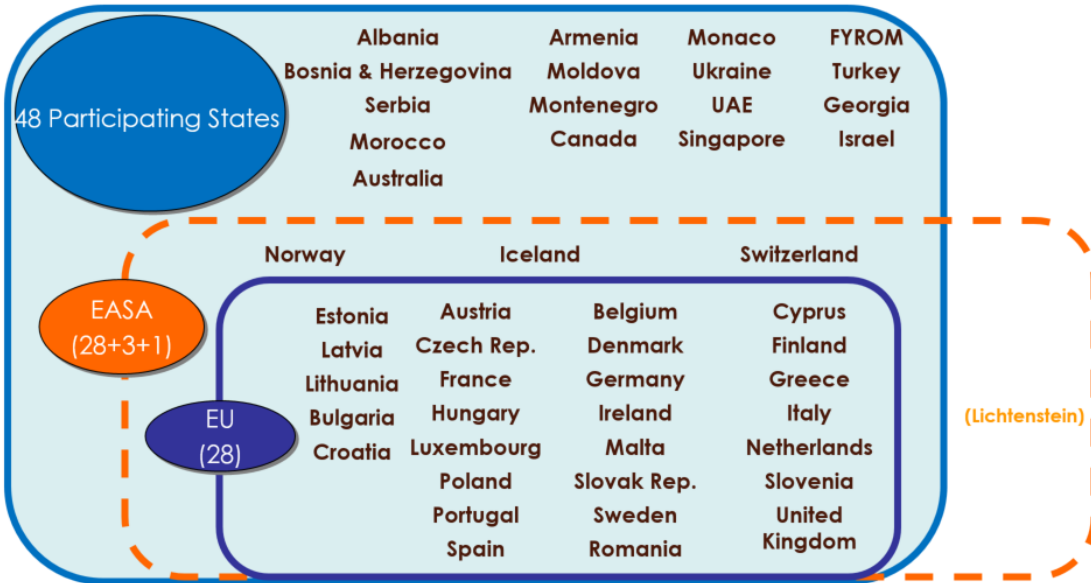 48 Participating States
Albania Armenia Monaco FYROM
Bosnia & Herzegovina Moldova Ukraine Turkey
Serbia Montenegro UAE Georgia
Morocco Canada Singapore Israel
Australia
Norway Iceland Switzerland
EASA
(28+3+1)
EU
(28)
Estonia Austria Belgium Cyprus
Latvia Czech Rep. Denmark Finland
Lithuania France Germany Greece
Bulgaria Hungary Ireland Italy
Croatia Luxembourg Malta Netherlands
Poland Slovak Rep. Slovenia
Portugal Sweden United
Kingdom
Spain Romania
(Lichtenstein)